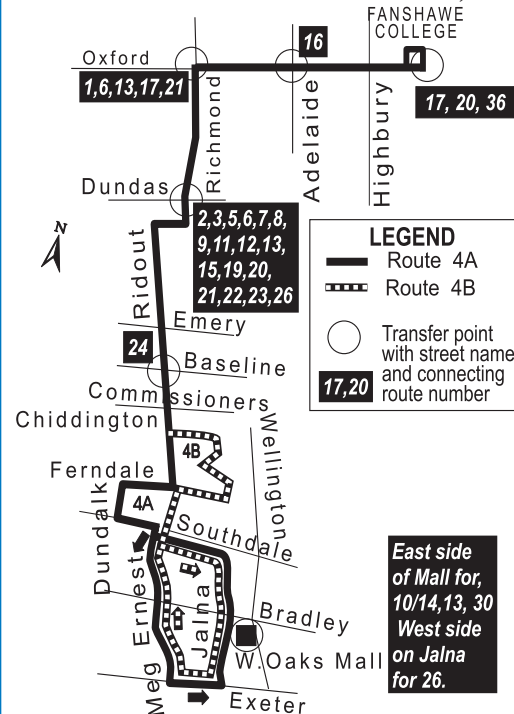 FANSHAWE
COLLEGE
16
Oxford
1,6,13,17,21
17, 20, 36
Richmond
Adelaide
Highbury
Dundas
2,3,5,6,7,8,
9,11,12,13,
15,19,20,
21,22,23,26
N
Ridout
LEGEND
Route 4A
Route 4B
Transfer point
with street name
and connecting
route number
17,20
Emery
24
Baseline
Commissioners
Chiddington
Wellington
4B
Ferndale
4A
Dundalk
Southdale
Ernest
Jalna
Bradley
W.Oaks Mall
Meg
Exeter
East side
of Mall for,
10/14,13, 30
West side
on Jalna
for 26.